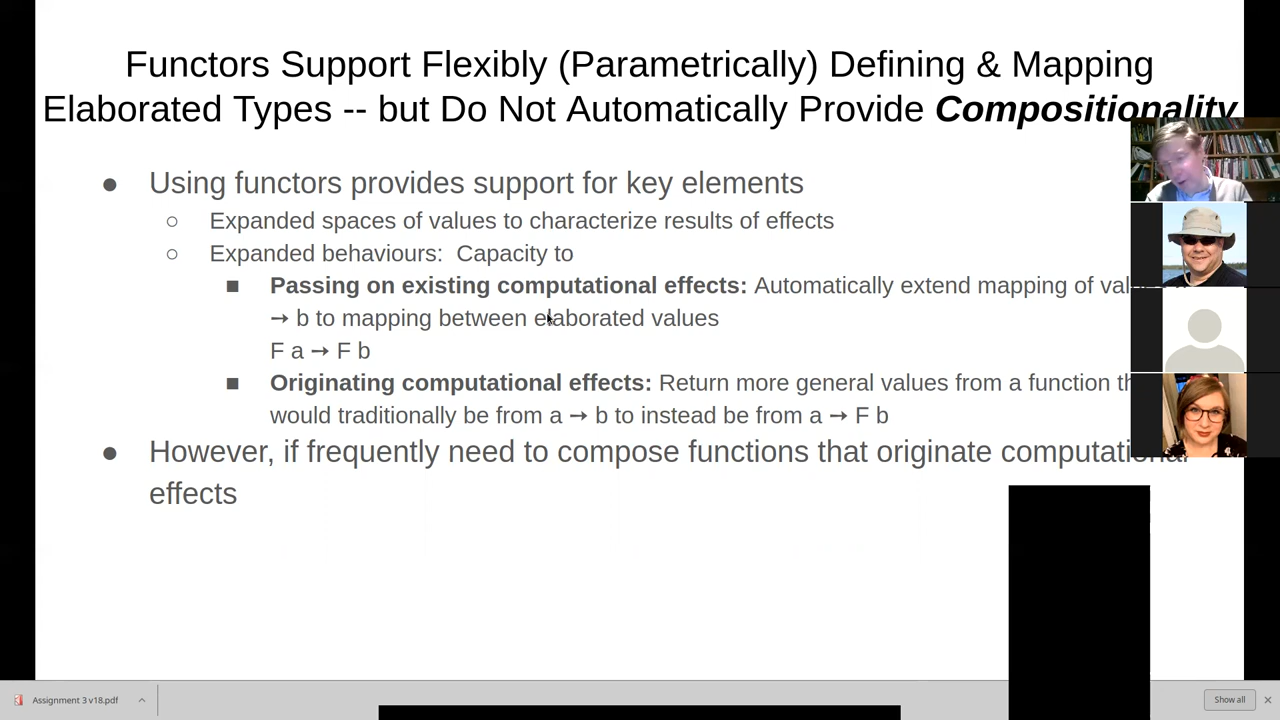 Functors Support Flexibly (Parametrically) Defining & Mapping
Elaborated Types -- but Do Not Automatically Provide Compositionality
● Using functors provides support for key elements
○ Expanded spaces of values to characterize results of effects
○ Expanded behaviours: Capacity to
■ Passing on existing computational effects: Automatically extend mapping of
→ b to mapping between elaborated values
F a → F b
■ Originating computational effects: Return more general values from a function
would traditionally be from a → b to instead be from a → F b
● However, if frequently need to compose functions that originate computational
effects
Assignment 3 v18.pdf
Show all